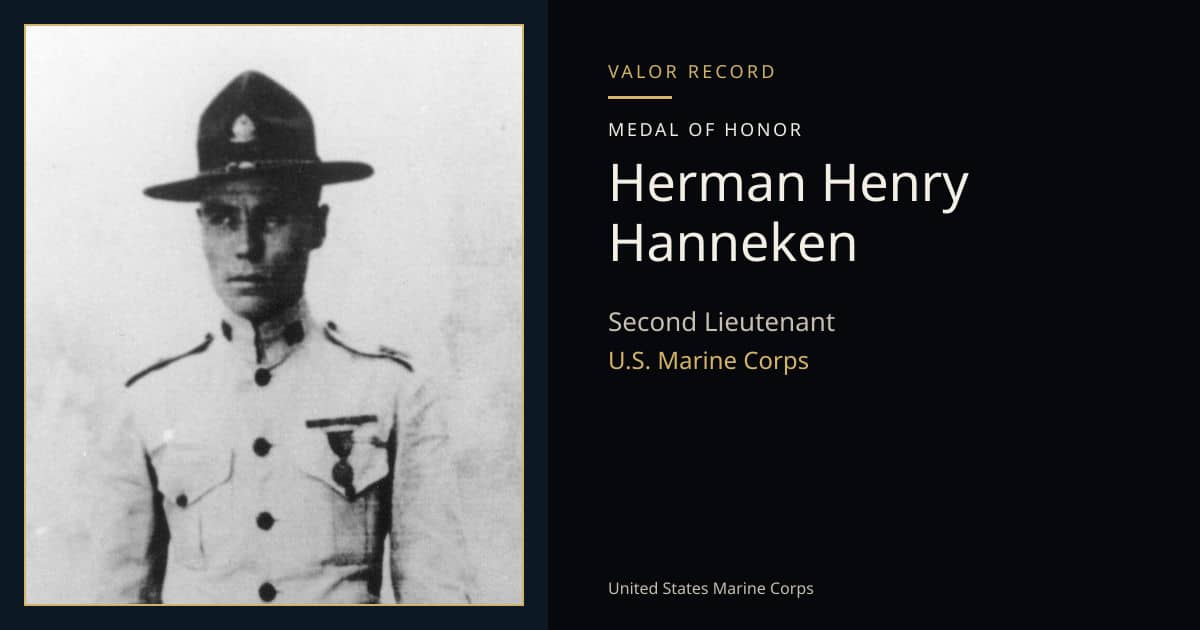 VALOR RECORD
MEDAL OF HONOR
Herman Henry
Hanneken
Second Lieutenant
U.S. Marine Corps
United States Marine Corps